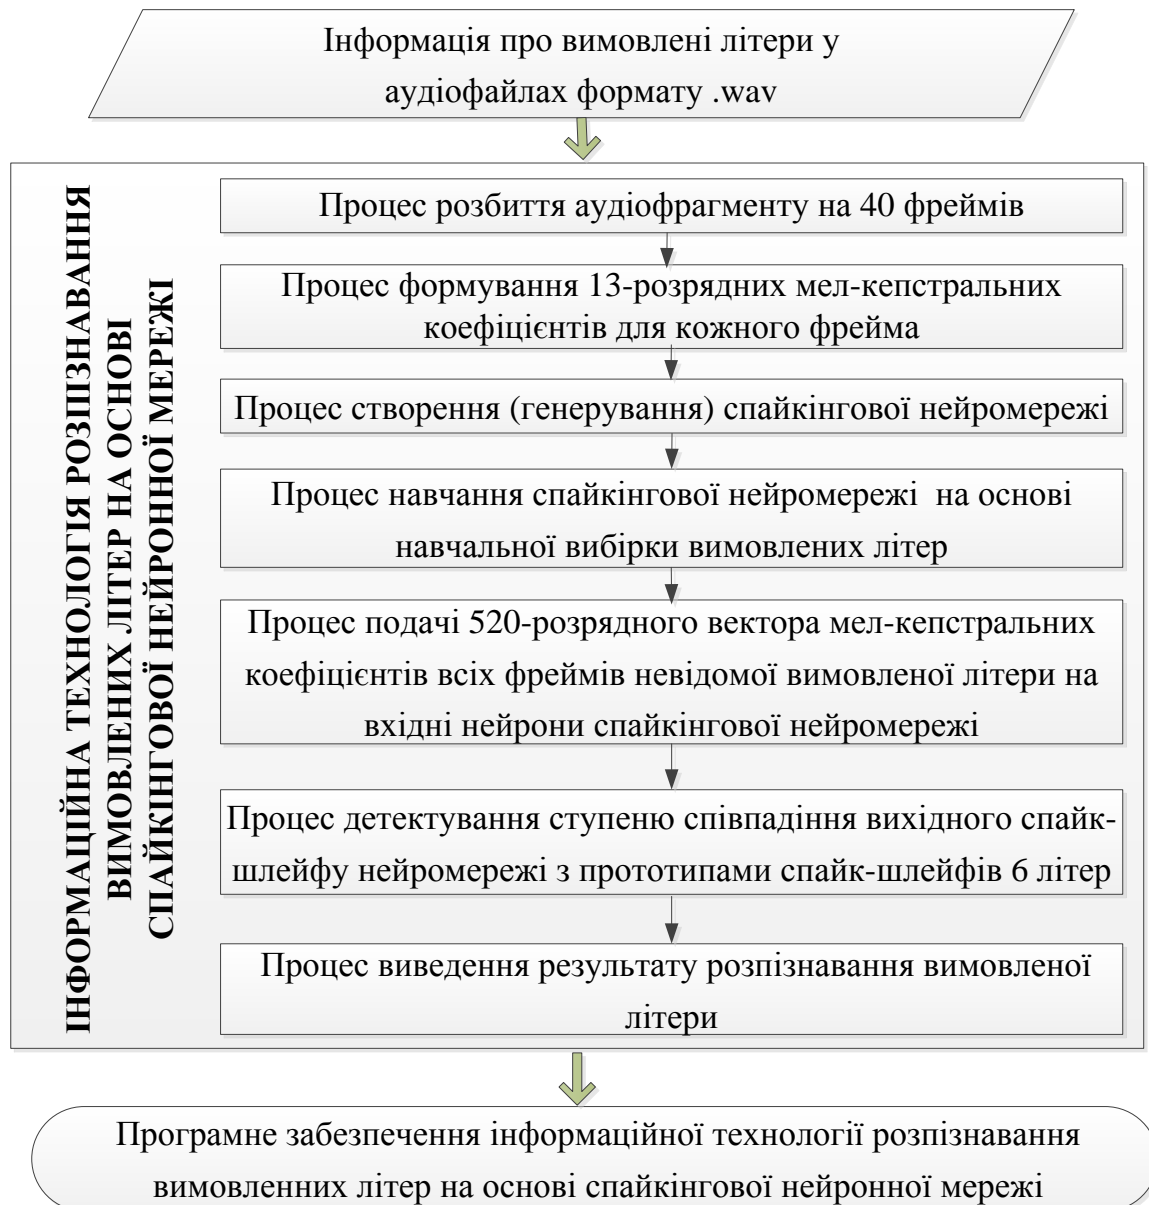 Інформація про вимовлені літери у
аудіофайлах формату .wav
ІНФОРМАЦІЙНА ТЕХНОЛОГІЯ РОЗПІЗНАВАННЯ
ВИМОВЛЕНИХ ЛІТЕР НА ОСНОВІ
СПАЙКІНГОВОЇ НЕЙРОННОЇ МЕРЕЖІ
Процес розбиття аудіофрагменту на 40 фреймів
Процес формування 13-розрядних мел-кепстральних
коефіцієнтів для кожного фрейма
Процес створення (генерування) спайкінгової нейромережі
Процес навчання спайкінгової нейромережі на основі
навчальної вибірки вимовлених літер
Процес подачі 520-розрядного вектора мел-кепстральних
коефіцієнтів всіх фреймів невідомої вимовленої літери на
вхідні нейрони спайкінгової нейромережі
Процес детектування ступеню співпадіння вихідного спайк-
шлейфу нейромережі з прототипами спайк-шлейфів 6 літер
Процес виведення результату розпізнавання вимовленої
літери
Програмне забезпечення інформаційної технології розпізнавання
вимовленних літер на основі спайкінгової нейронної мережі